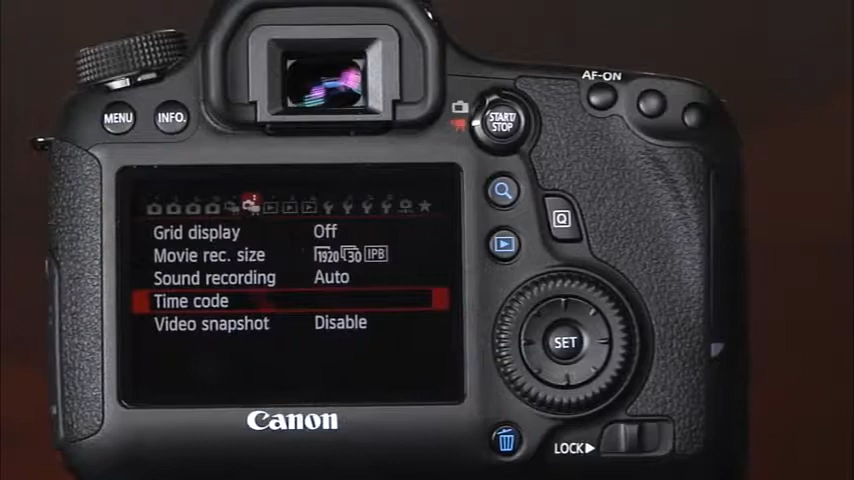 AF-ON
MENU
INFO.
START/
STOP
Q
Grid display Off
Movie rec. size 1920 30 IPB
Sound recording Auto
Time code
Video snapshot Disable
SET
Canon
LOCK